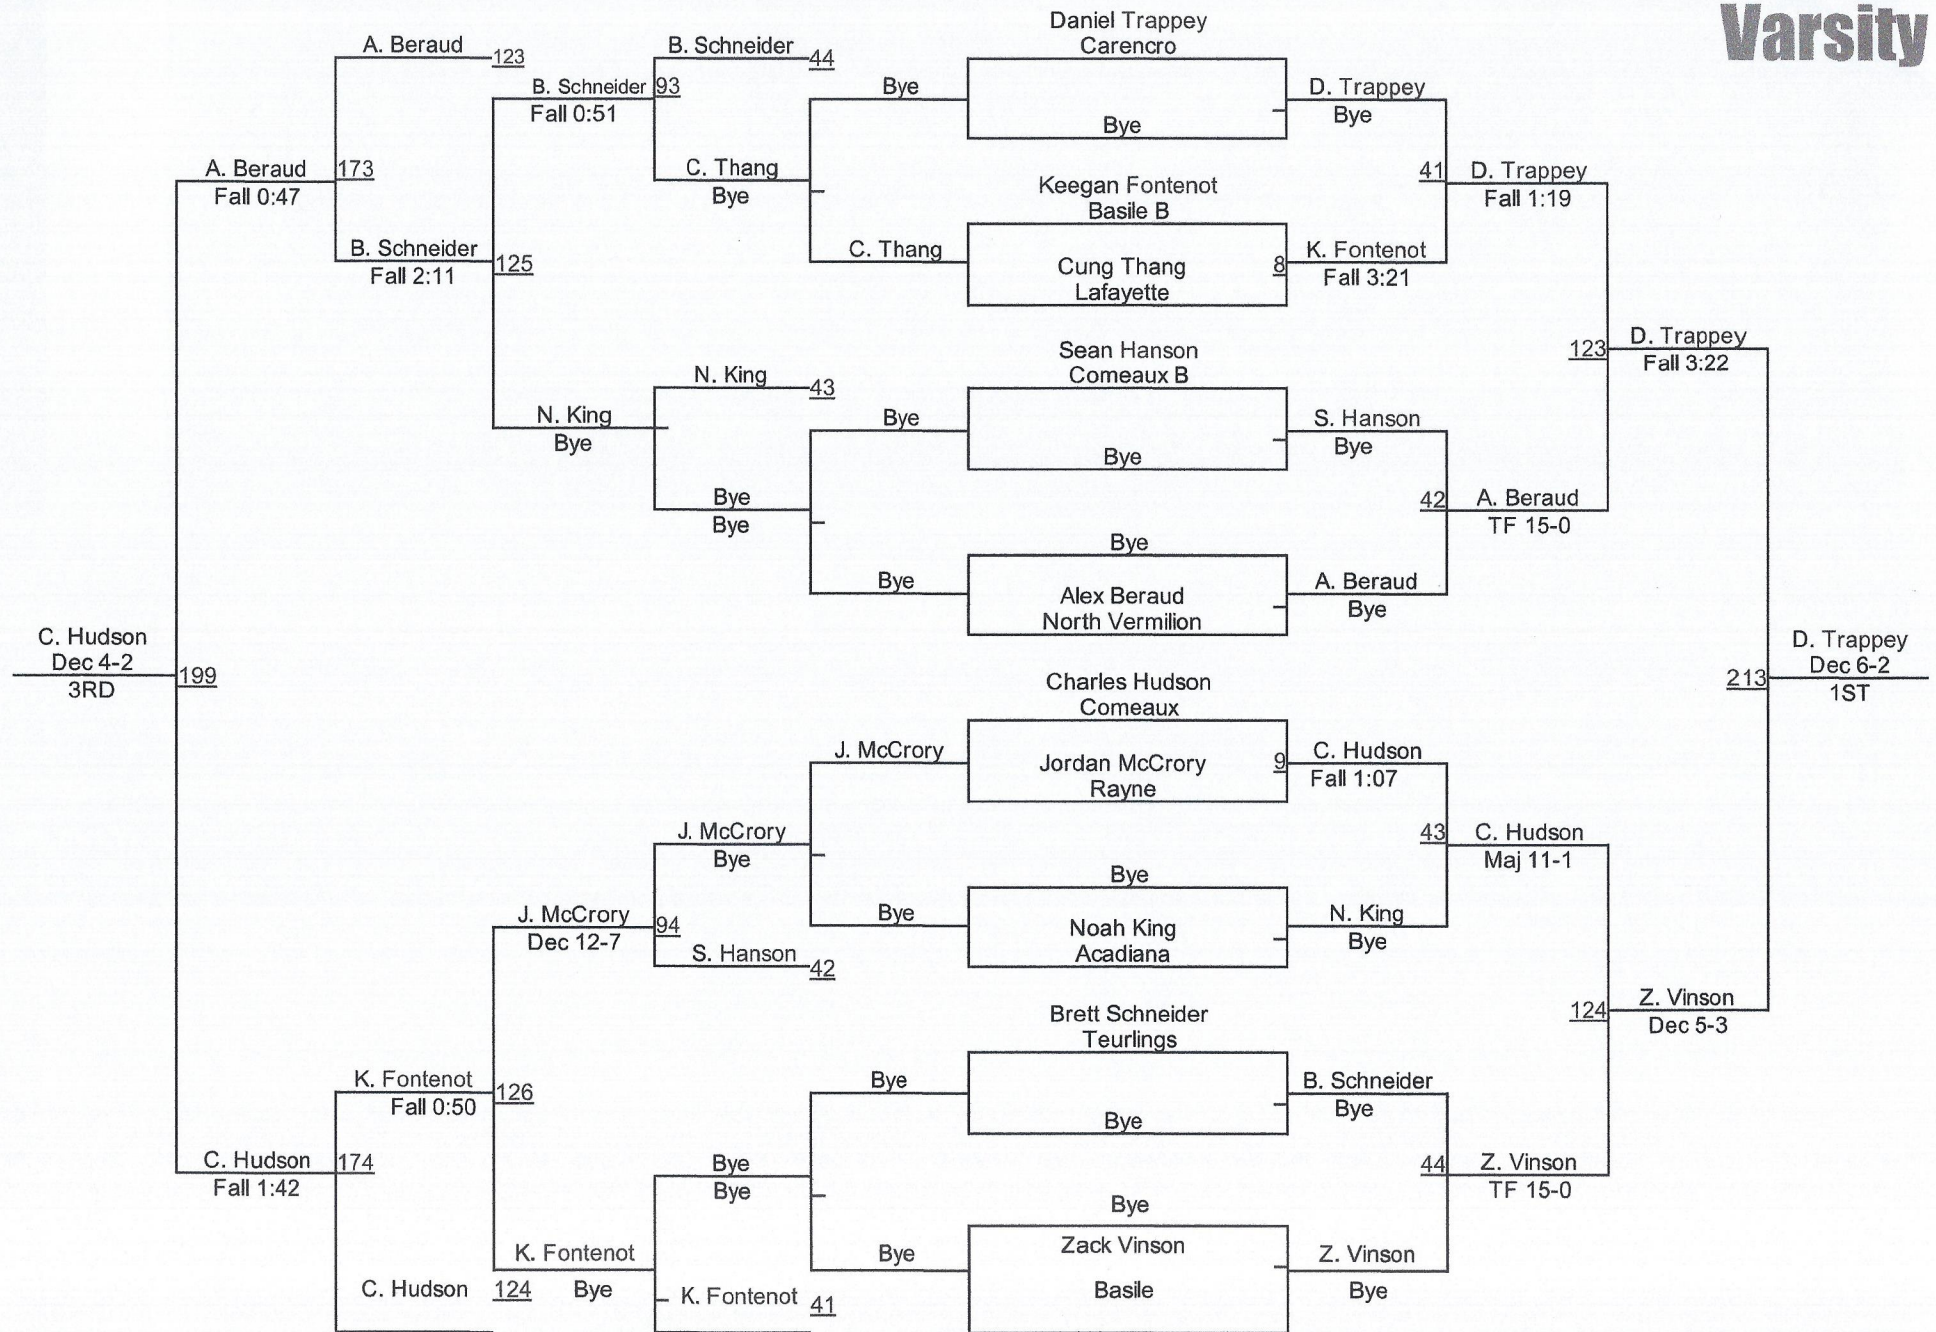 Varsity
A. Beraud
123
B. Schneider
93
Fall 0:51
B. Schneider
44
A. Beraud
173
Fall 0:47
C. Thang
Bye
B. Schneider
125
Fall 2:11
N. King
43
N. King
Bye
Bye
Bye
C. Hudson
Dec 4-2
199
3RD
J. McCrory
Bye
J. McCrory
94
Dec 12-7
S. Hanson
42
K. Fontenot
126
Fall 0:50
C. Hudson
174
Fall 1:42
Bye
Bye
K. Fontenot
Bye
C. Hudson
124
K. Fontenot
41
Bye
C. Thang
Bye
Bye
J. McCrory
Bye
Bye
Bye
Daniel Trappey
Carencro
Bye
Keegan Fontenot
Basile B
Cung Thang
8
Lafayette
Sean Hanson
Comeaux B
Bye
Bye
Alex Beraud
North Vermilion
Charles Hudson
Comeaux
Jordan McCrory
9
Rayne
Bye
Noah King
Acadiana
Brett Schneider
Teurlings
Bye
Bye
Zack Vinson
Basile
D. Trappey
Bye
K. Fontenot
Fall 3:21
S. Hanson
Bye
A. Beraud
Bye
C. Hudson
Fall 1:07
N. King
Bye
B. Schneider
Bye
Z. Vinson
Bye
41
D. Trappey
Fall 1:19
42
A. Beraud
TF 15-0
43
C. Hudson
Maj 11-1
44
Z. Vinson
TF 15-0
123
D. Trappey
Fall 3:22
124
Z. Vinson
Dec 5-3
213
D. Trappey
Dec 6-2
1ST